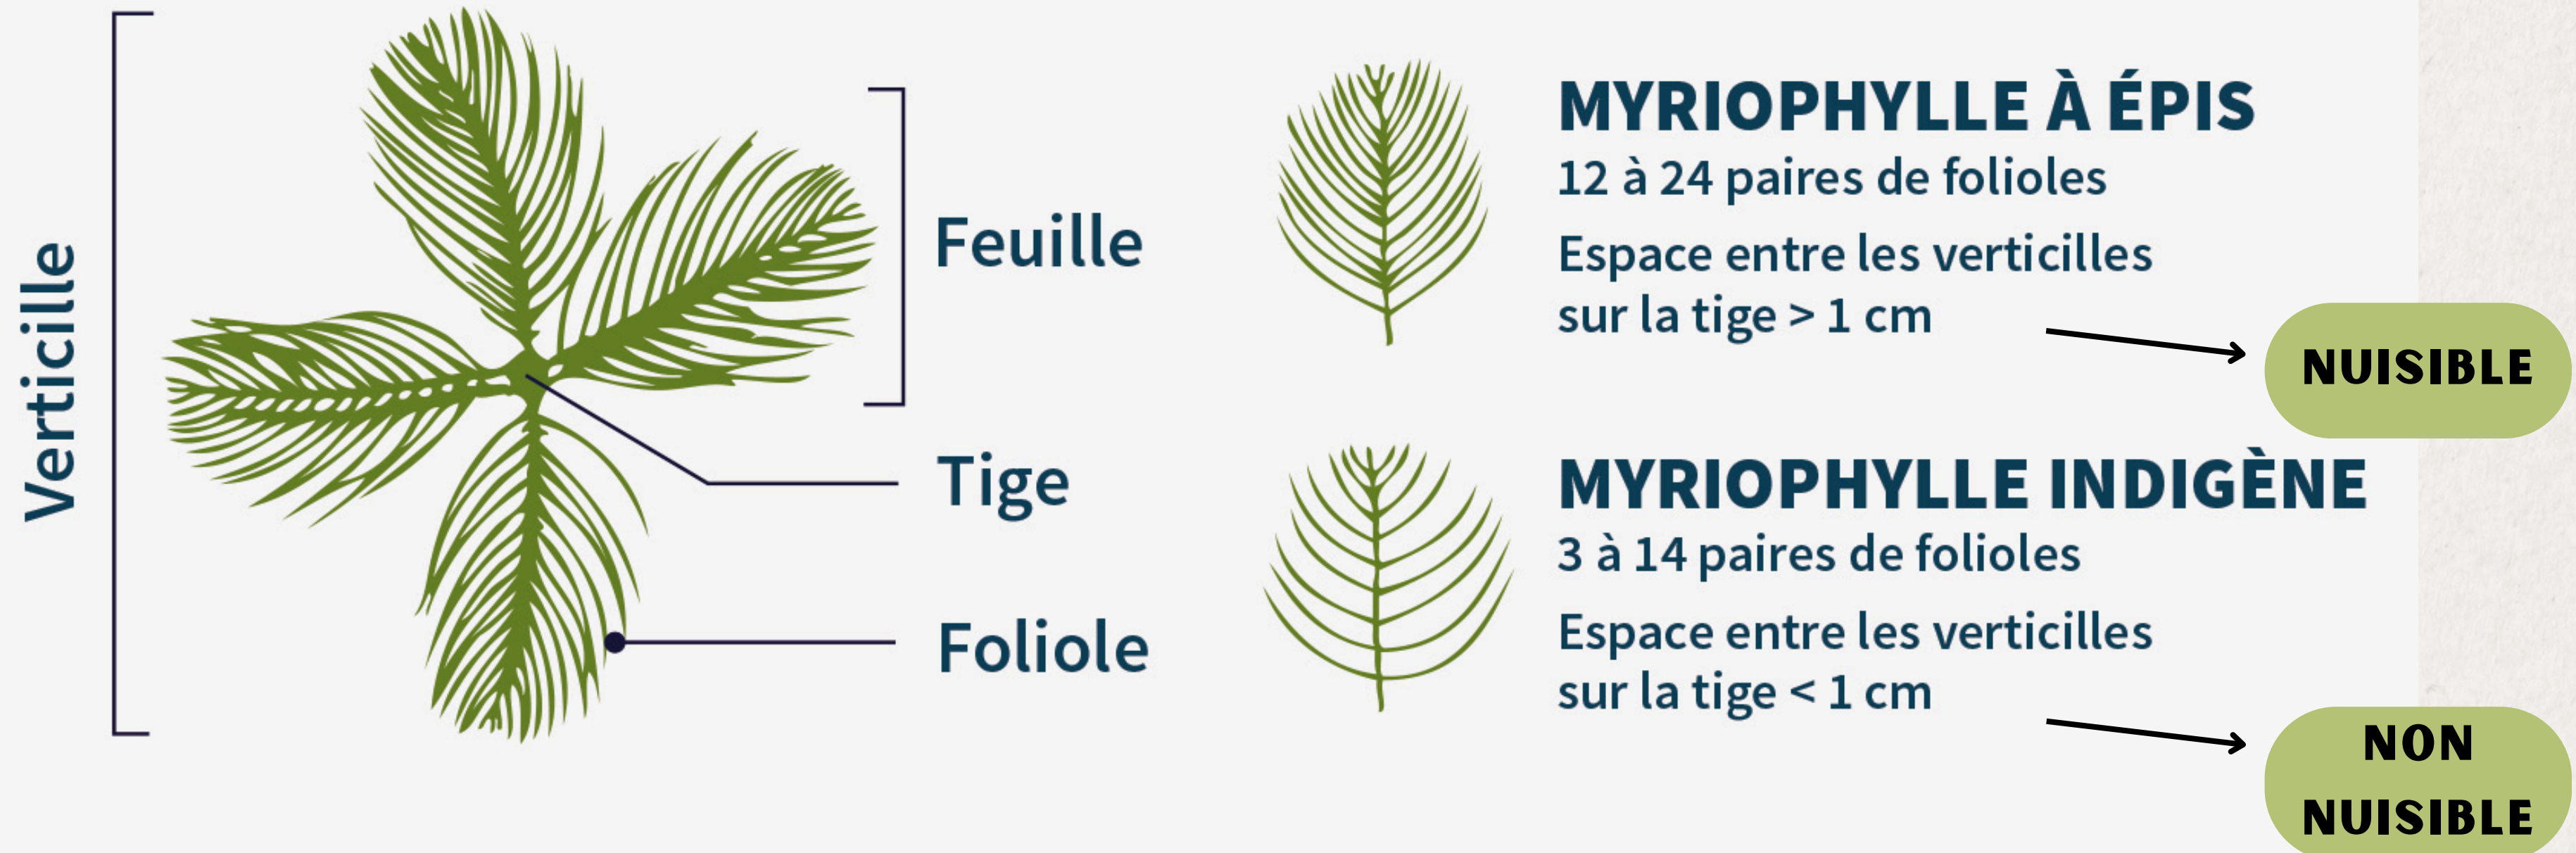 Verticille
Feuille
Tige
Foliole
MYRIOPHYLLE À ÉPIS
12 à 24 paires de folioles
Espace entre les verticilles
sur la tige > 1 cm
NUISIBLE
MYRIOPHYLLE INDIGÈNE
3 à 14 paires de folioles
Espace entre les verticilles
sur la tige < 1 cm
NON
NUISIBLE